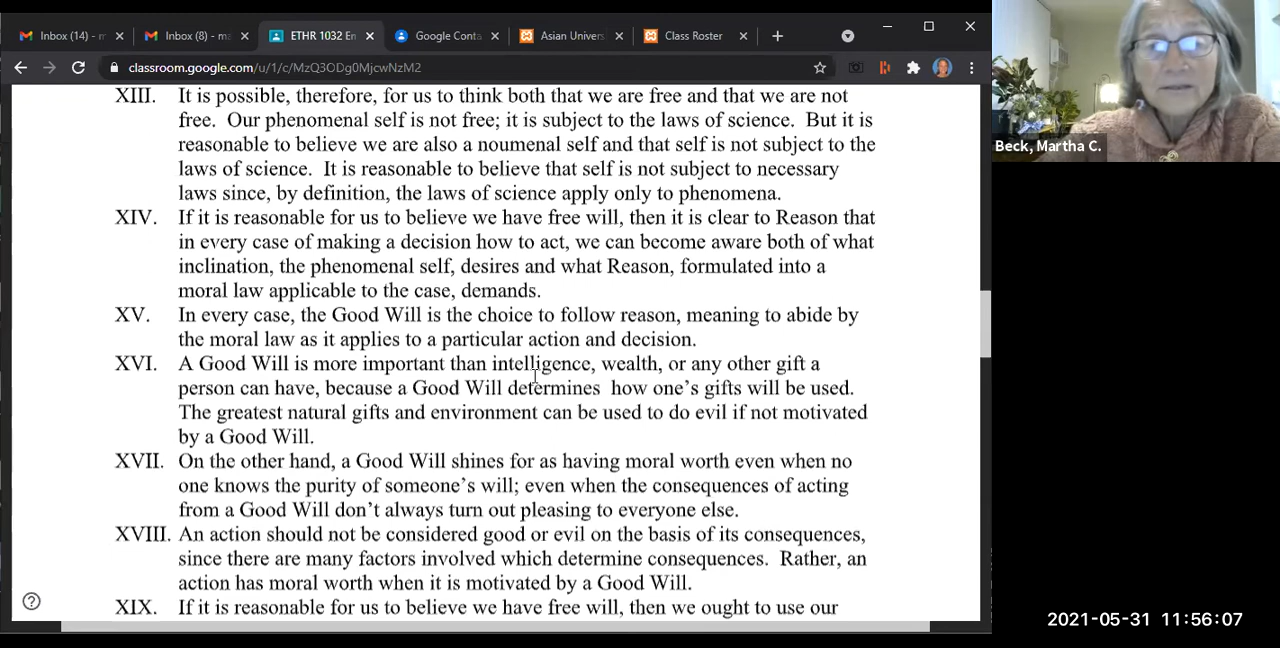 Inbox (14) - m
Inbox (8) - ma
ETHR 1032 En
Google Conta
Asian Univers
Class Roster
classroom.google.com/u/1/c/MzQ3ODg0MjcwNzM2
XIII. It is possible, therefore, for us to think both that we are free and that we are not
free. Our phenomenal self is not free; it is subject to the laws of science. But it is
reasonable to believe we are also a noumenal self and that self is not subject to the
laws of science. It is reasonable to believe that self is not subject to necessary
laws since, by definition, the laws of science apply only to phenomena.
XIV. If it is reasonable for us to believe we have free will, then it is clear to Reason that
in every case of making a decision how to act, we can become aware both of what
inclination, the phenomenal self, desires and what Reason, formulated into a
moral law applicable to the case, demands.
XV. In every case, the Good Will is the choice to follow reason, meaning to abide by
the moral law as it applies to a particular action and decision.
XVI. A Good Will is more important than intelligence, wealth, or any other gift a
person can have, because a Good Will determines how one's gifts will be used.
The greatest natural gifts and environment can be used to do evil if not motivated
by a Good Will.
XVII. On the other hand, a Good Will shines for as having moral worth even when no
one knows the purity of someone's will; even when the consequences of acting
from a Good Will don't always turn out pleasing to everyone else.
XVIII. An action should not be considered good or evil on the basis of its consequences,
since there are many factors involved which determine consequences. Rather, an
action has moral worth when it is motivated by a Good Will.
XIX. If it is reasonable for us to believe we have free will, then we ought to use our
Beck, Martha C.
2021-05-31 11:56:07